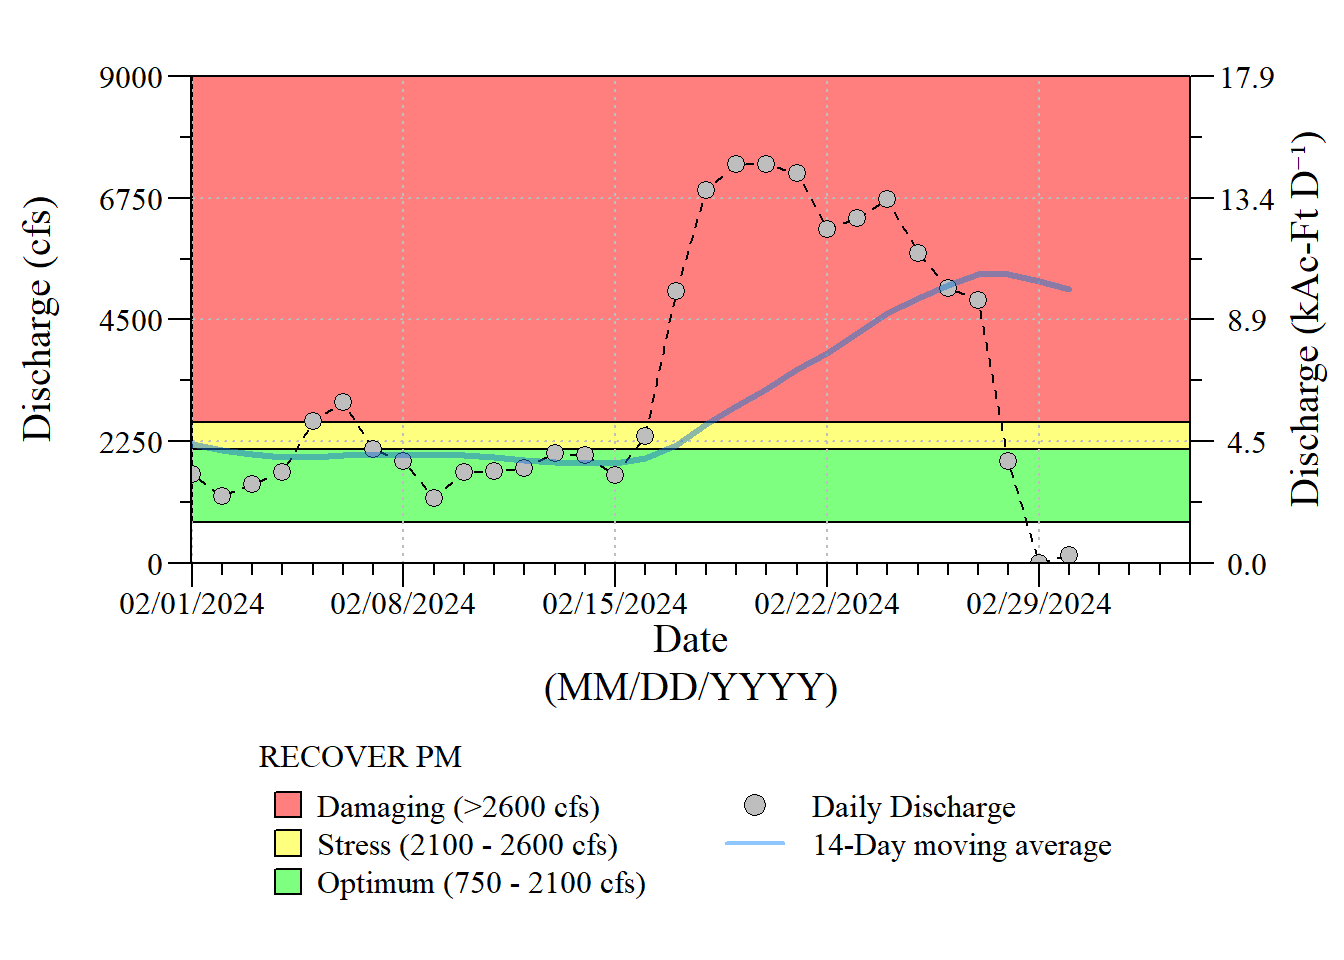 Discharge (cfs)
9000
6750
4500
2250
0
17.9
13.4
8.9
4.5
0.0
Discharge (kAc-Ft D⁻¹)
02/01/2024 02/08/2024 02/15/2024 02/22/2024 02/29/2024
Date
(MM/DD/YYYY)
RECOVER PM
Damaging (>2600 cfs)
Stress (2100 - 2600 cfs)
Optimum (750 - 2100 cfs)
Daily Discharge
14-Day moving average